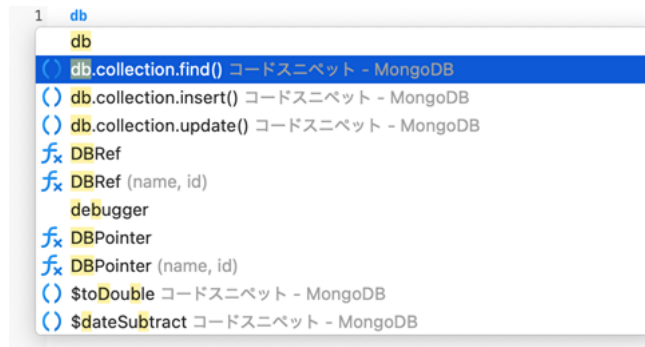 1 db
db
db.collection.find() コードスニペット - MongoDB
db.collection.insert() コードスニペット - MongoDB
db.collection.update() コードスニペット - MongoDB
DBRef
DBRef (name, id)
debugger
DBPointer
DBPointer (name, id)
$toDouble コードスニペット - MongoDB
$dateSubtract コードスニペット - MongoDB